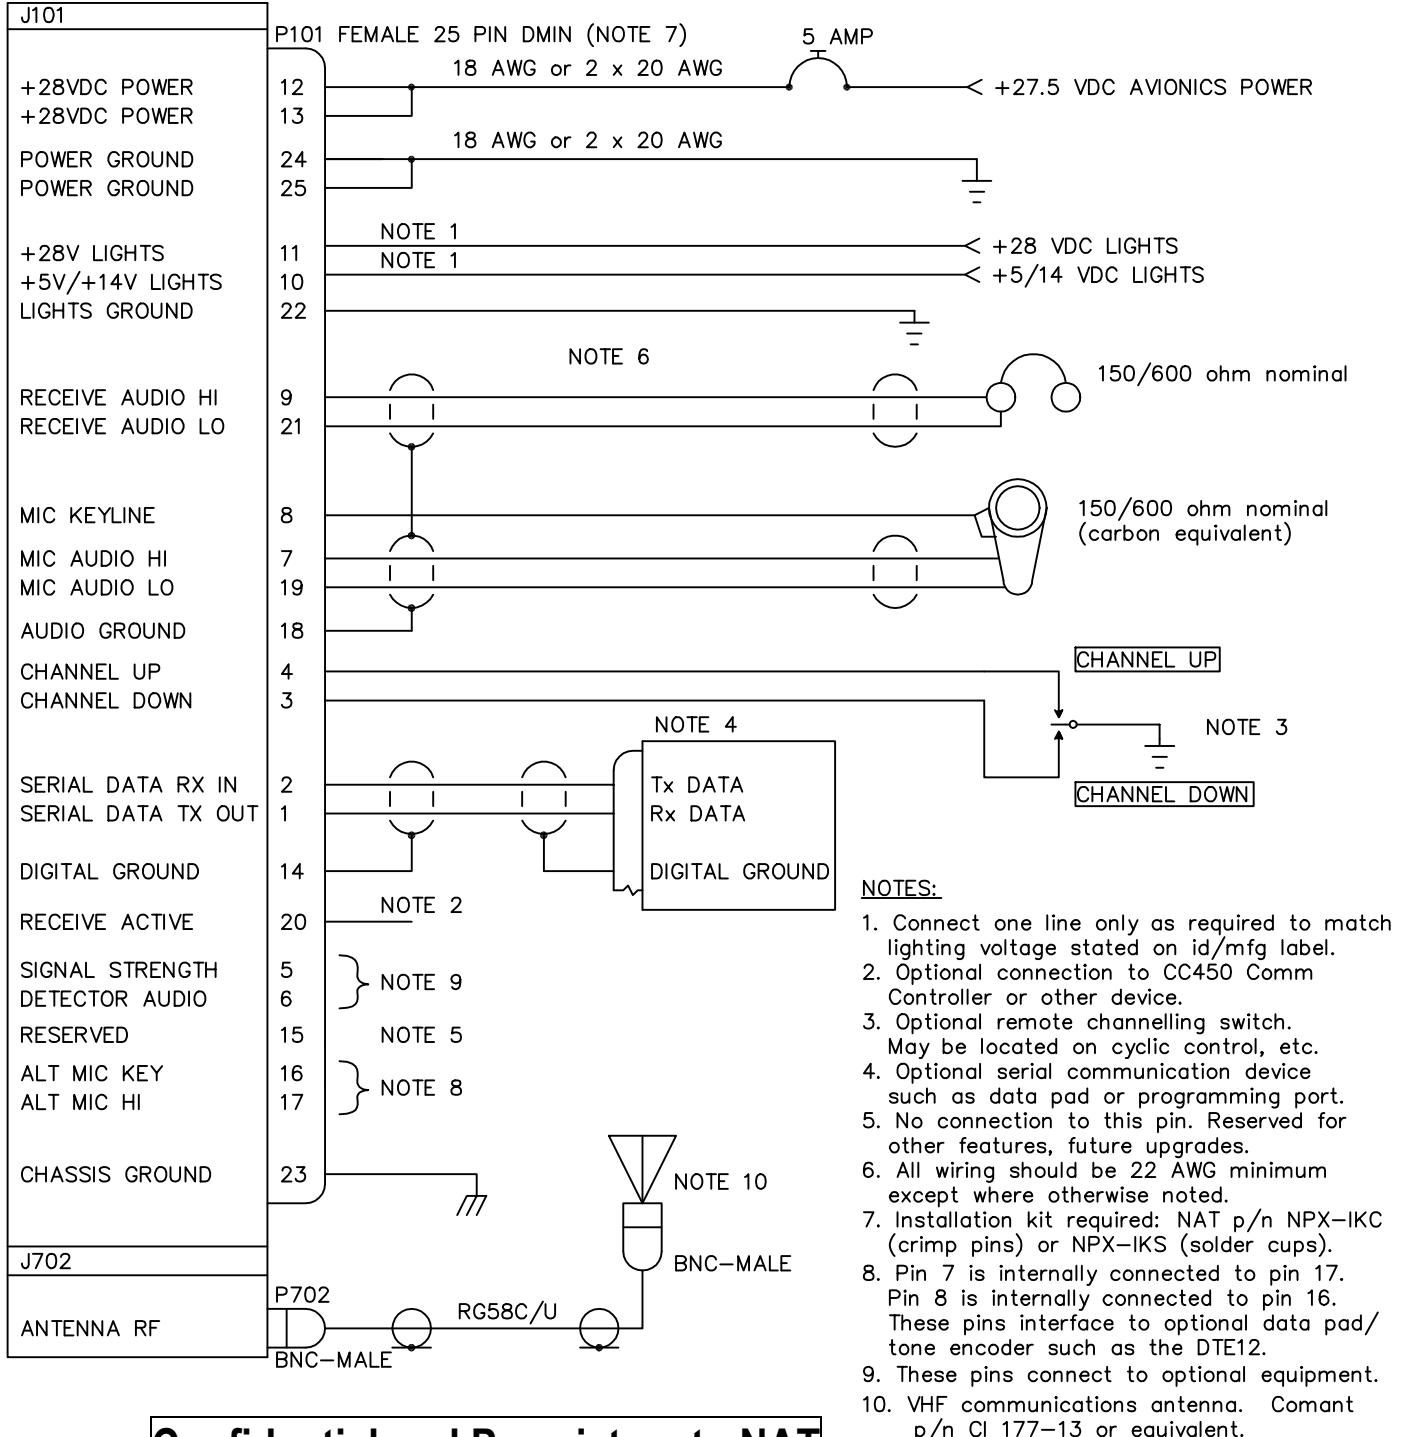 J101
P101 FEMALE 25 PIN DMIN (NOTE 7)
5 AMP
18 AWG or 2 x 20 AWG
+28VDC POWER 12
+27.5 VDC AVIONICS POWER
+28VDC POWER 13
18 AWG or 2 x 20 AWG
POWER GROUND 24
POWER GROUND 25
NOTE 1
+28V LIGHTS 11
+28 VDC LIGHTS
NOTE 1
+5V/+14V LIGHTS 10
+5/14 VDC LIGHTS
LIGHTS GROUND 22
NOTE 6
150/600 ohm nominal
RECEIVE AUDIO HI 9
RECEIVE AUDIO LO 21
MIC KEYLINE 8
150/600 ohm nominal
(carbon equivalent)
MIC AUDIO HI 7
MIC AUDIO LO 19
AUDIO GROUND 18
CHANNEL UP 4
CHANNEL UP
CHANNEL DOWN 3
NOTE 4
NOTE 3
SERIAL DATA RX IN 2
Tx DATA
CHANNEL DOWN
SERIAL DATA TX OUT 1
Rx DATA
DIGITAL GROUND 14
DIGITAL GROUND
NOTE 2
RECEIVE ACTIVE 20
SIGNAL STRENGTH 5
DETECTOR AUDIO 6
NOTE 9
RESERVED 15
NOTE 5
ALT MIC KEY 16
ALT MIC HI 17
NOTE 8
CHASSIS GROUND 23
NOTE 10
BNC-MALE
J702
P702
RG58C/U
ANTENNA RF
BNC-MALE
NOTES:
1. Connect one line only as required to match
lighting voltage stated on id/mfg label.
2. Optional connection to CC450 Comm
Controller or other device.
3. Optional remote channelling switch.
May be located on cyclic control, etc.
4. Optional serial communication device
such as data pad or programming port.
5. No connection to this pin. Reserved for
other features, future upgrades.
6. All wiring should be 22 AWG minimum
except where otherwise noted.
7. Installation kit required: NAT p/n NPX-IKC
(crimp pins) or NPX-IKS (solder cups).
8. Pin 7 is internally connected to pin 17.
Pin 8 is internally connected to pin 16.
These pins interface to optional data pad/
tone encoder such as the DTE12.
9. These pins connect to optional equipment.
10. VHF communications antenna. Comant
p/n CI 177-13 or equivalent.
Confidential and Proprietary to NAT